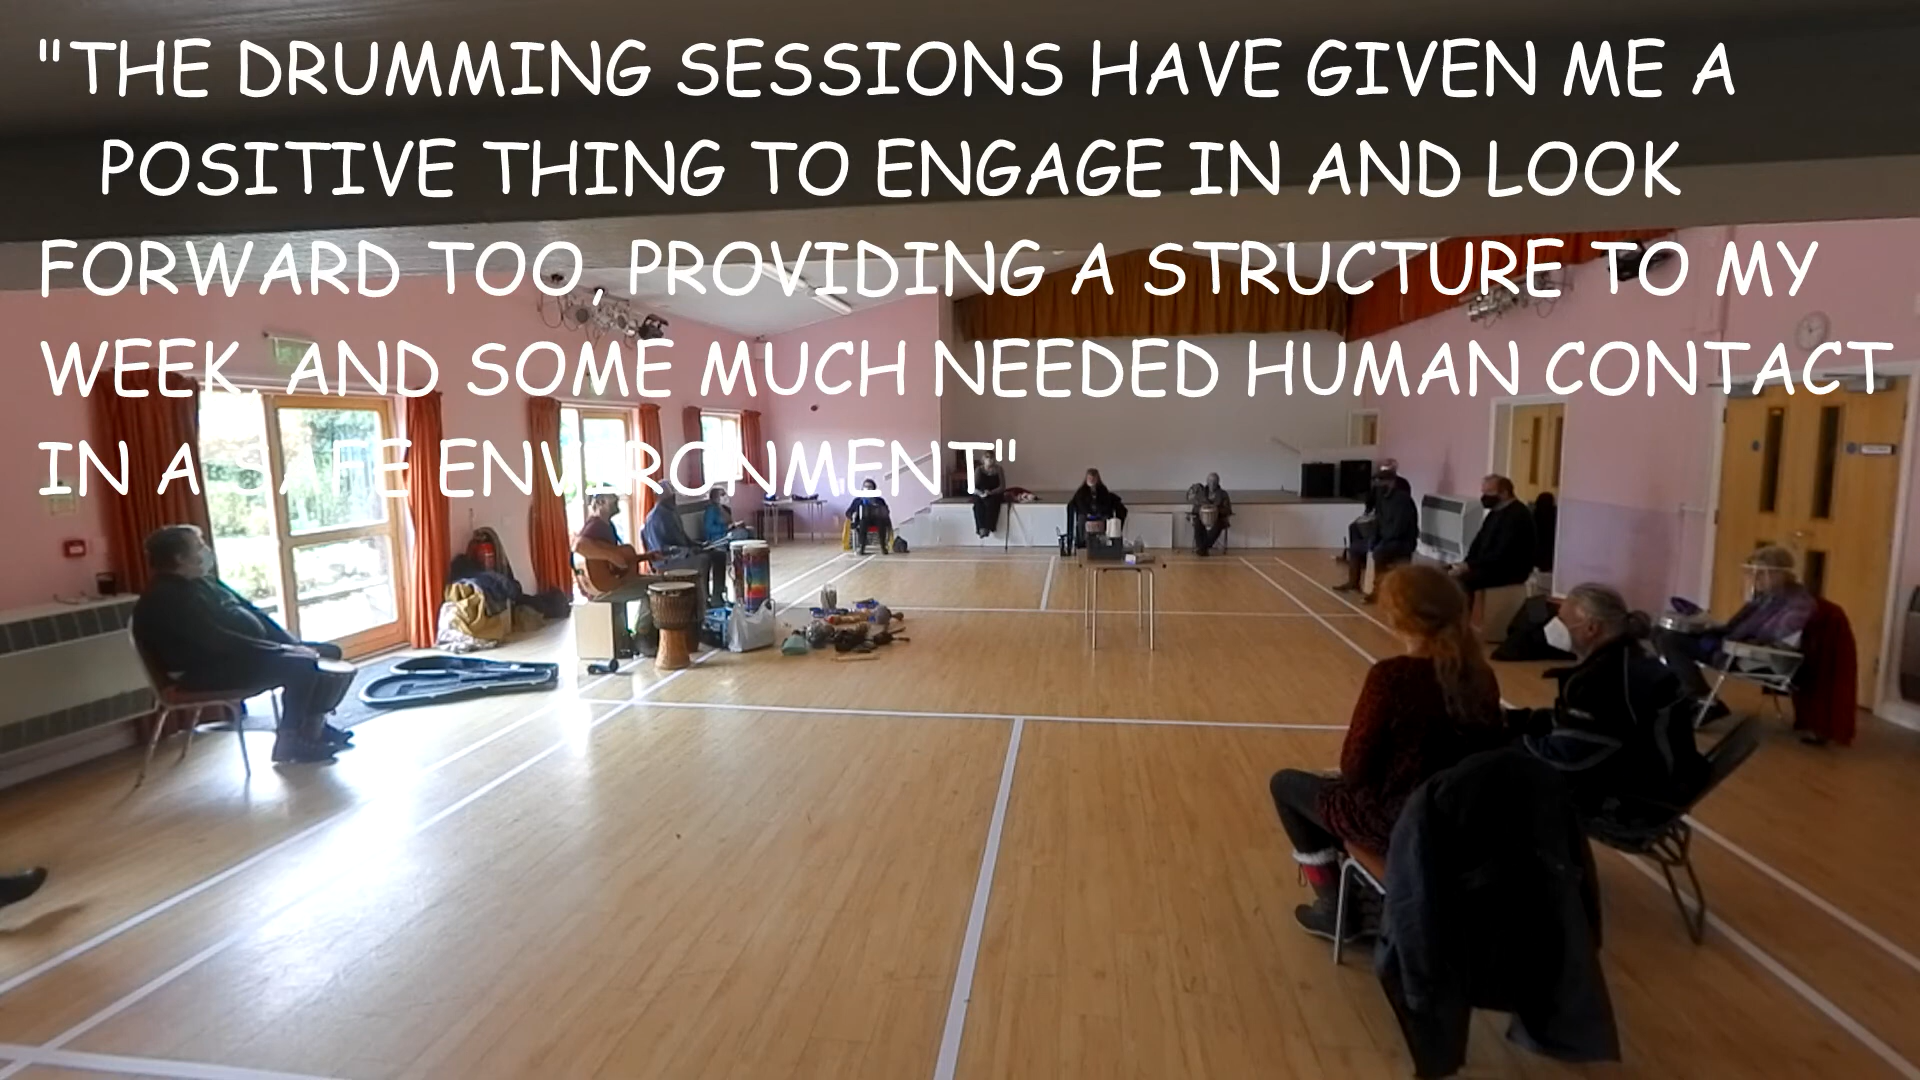 "THE DRUMMING SESSIONS HAVE GIVEN ME A
POSITIVE THING TO ENGAGE IN AND LOOK
FORWARD TOO, PROVIDING A STRUCTURE TO MY
WEEK, AND SOME MUCH NEEDED HUMAN CONTACT
IN A SAFE ENVIRONMENT"